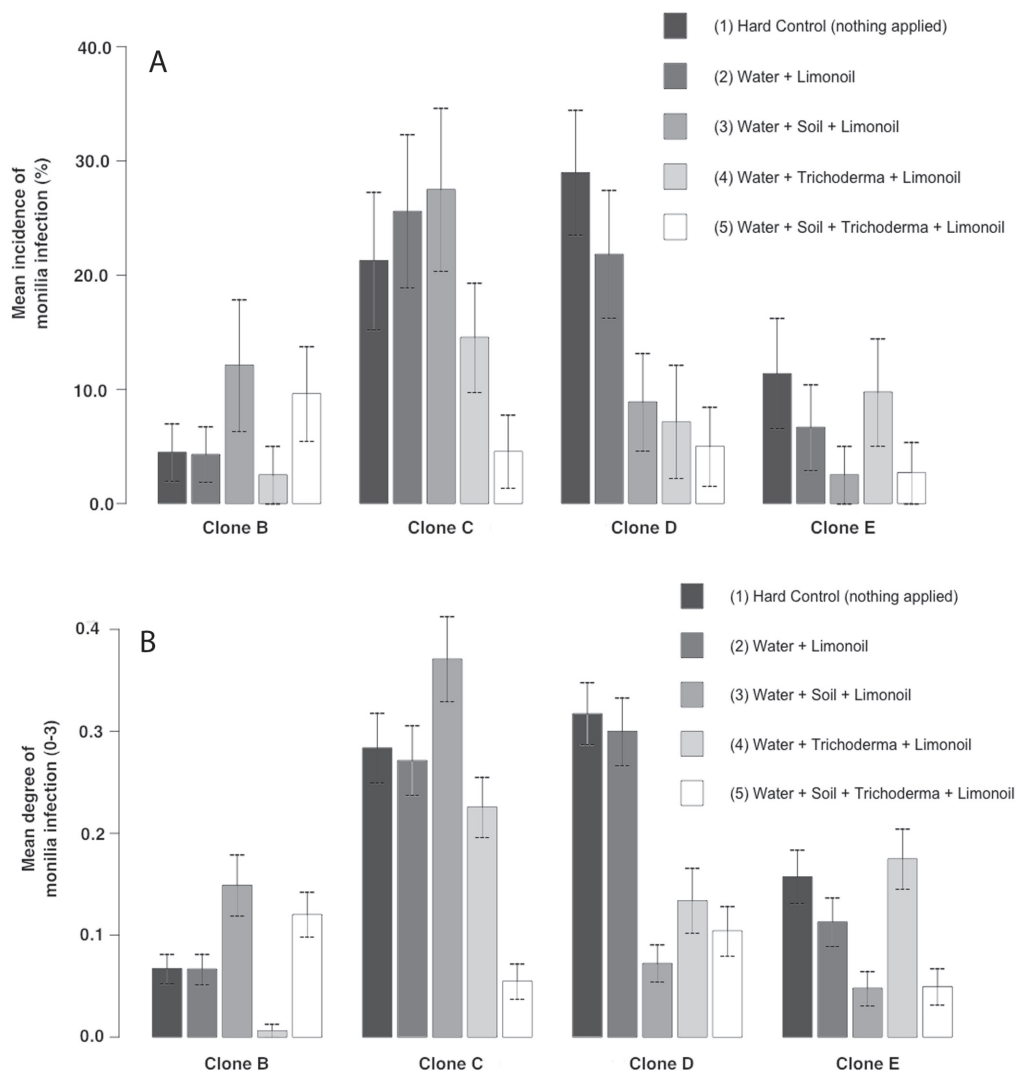 A
40.0
30.0
20.0
10.0
0.0
Mean incidence of
monilia infection (%)
(1) Hard Control (nothing applied)
(2) Water + Limonoil
(3) Water + Soil + Limonoil
(4) Water + Trichoderma + Limonoil
(5) Water + Soil + Trichoderma + Limonoil
Clone B Clone C Clone D Clone E
B
0.4
0.3
0.2
0.1
0.0
Mean degree of
monilia infection (0-3)
(1) Hard Control (nothing applied)
(2) Water + Limonoil
(3) Water + Soil + Limonoil
(4) Water + Trichoderma + Limonoil
(5) Water + Soil + Trichoderma + Limonoil
Clone B Clone C Clone D Clone E